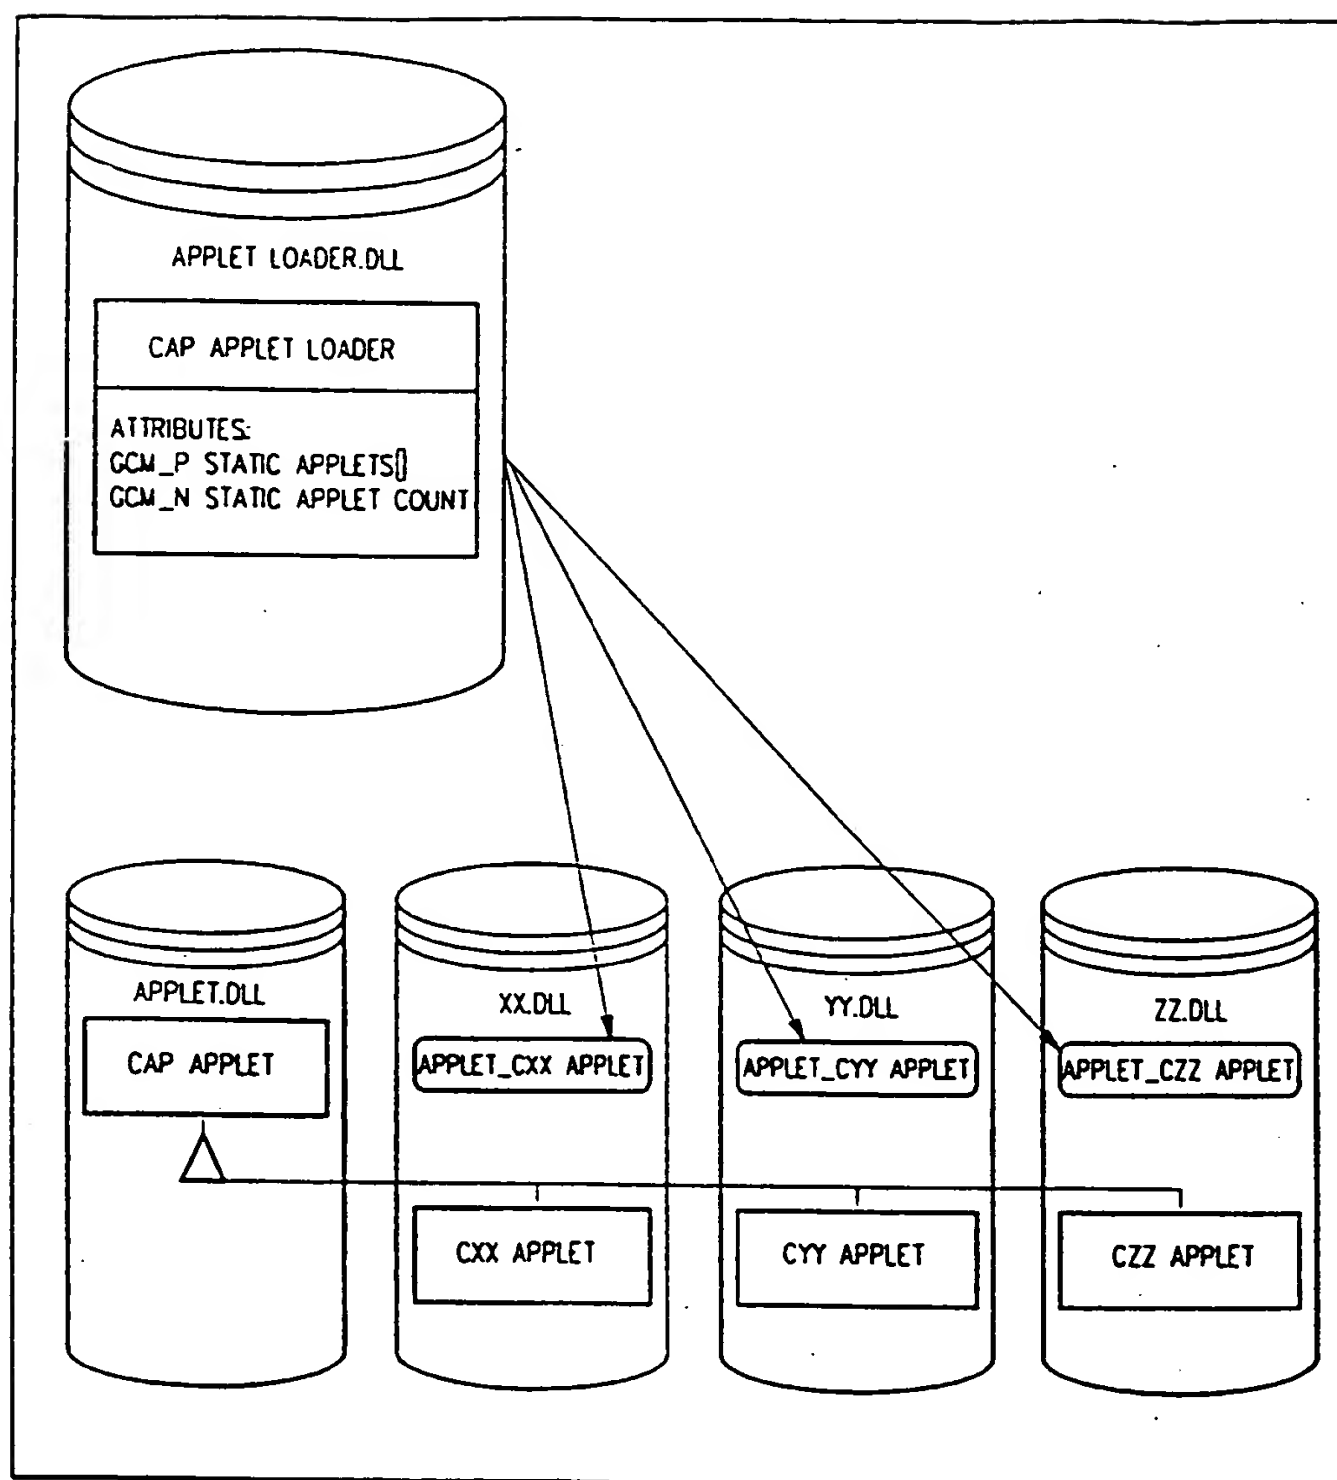 APPLET LOADER.DLL
CAP APPLET LOADER
ATTRIBUTES:
GCM_P STATIC APPLETS[]
GCM_N STATIC APPLET COUNT
APPLET.DLL
CAP APPLET
XX.DLL
APPLET_CXX APPLET
YY.DLL
APPLET_CYY APPLET
ZZ.DLL
APPLET_CZZ APPLET
CXX APPLET
CYY APPLET
CZZ APPLET